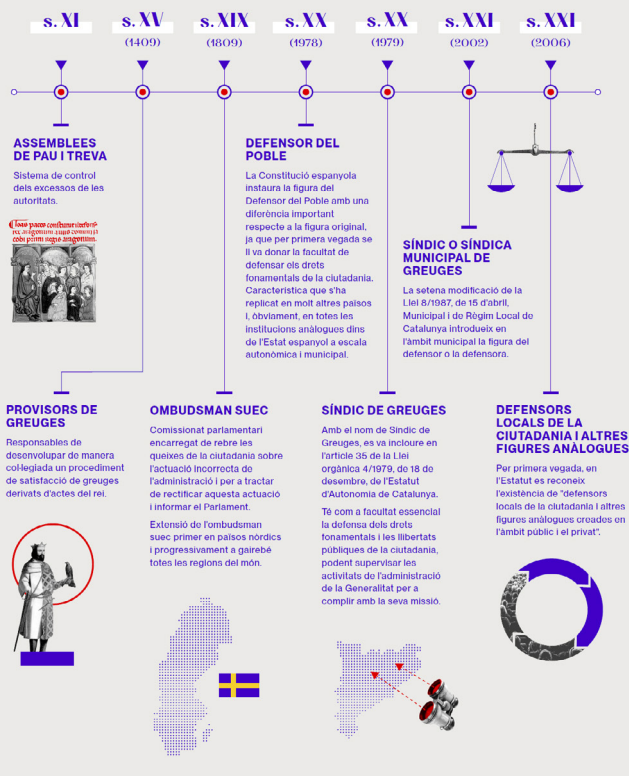 s. XI
s. XV
(1409)
s. XIX
(1809)
s. XX
(1978)
s. XX
(1979)
s. XXI
(2002)
s. XXI
(2006)
ASSEMBLEES
DE PAU I TREVA
Sistema de control
dels excessos de les
autoritats.
DEFENSOR DEL
POBLE
La Constitució espanyola
instaura la figura del
Defensor del Poble amb una
diferència important
respecte a la figura original,
ja que per primera vegada se
li va donar la facultat de
defensar els drets
fonamentals de la ciutadania.
Característica que s'ha
replicat en molt altres països
i, òbviament, en totes les
institucions anàlogues dins
de l'Estat espanyol a escala
autonòmica i municipal.
SÍNDIC O SÍNDICA
MUNICIPAL DE
GREUGES
La setena modificació de la
Llei 8/1987, de 15 d'abril,
Municipal i de Règim Local de
Catalunya introdueix en
l'àmbit municipal la figura del
defensor o la defensora.
PROVISORS DE
GREUGES
Responsables de
desenvolupar de manera
col·legiada un procediment
de satisfacció de greuges
derivats d'actes del rei.
OMBUDSMAN SUEC
Comissionat parlamentari
encarregat de rebre les
queixes de la ciutadania sobre
l'actuació incorrecta de
l'administració i per a tractar
de rectificar aquesta actuació
i informar el Parlament.
Extensió de l'ombudsman
suec primer en països nòrdics
i progressivament a gairebé
totes les regions del món.
SÍNDIC DE GREUGES
Amb el nom de Síndic de
Greuges, es va incloure en
l'article 35 de la Llei
orgànica 4/1979, de 18 de
desembre, de l'Estatut
d'Autonomia de Catalunya.
Té com a facultat essencial
la defensa dels drets
fonamentals i les llibertats
públiques de la ciutadania,
podent supervisar les
activitats de l'administració
de la Generalitat per a
complir amb la seva missió.
DEFENSORS
LOCALS DE LA
CIUTADANIA I ALTRES
FIGURES ANÀLOGUES
Per primera vegada, en
l'Estatut es reconeix
l'existència de "defensors
locals de la ciutadania i altres
figures anàlogues creades en
l'àmbit públic i el privat".